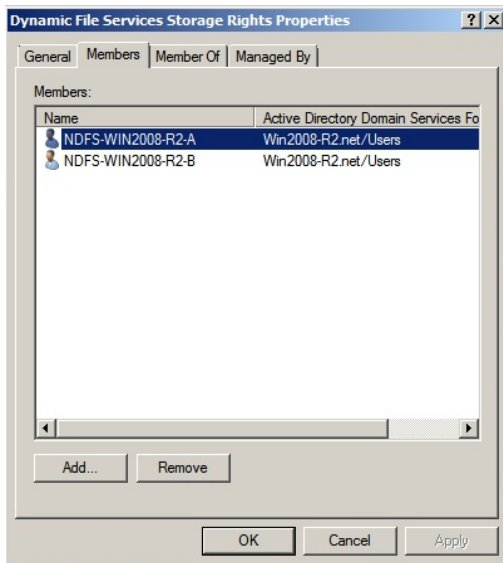 Dynamic File Services Storage Rights Properties
General Members Member Of Managed By
Members:
Name Active Directory Domain Services Fo
NDFS-WIN2008-R2-A Win2008-R2.net/Users
NDFS-WIN2008-R2-B Win2008-R2.net/Users
Add... Remove
OK Cancel Apply